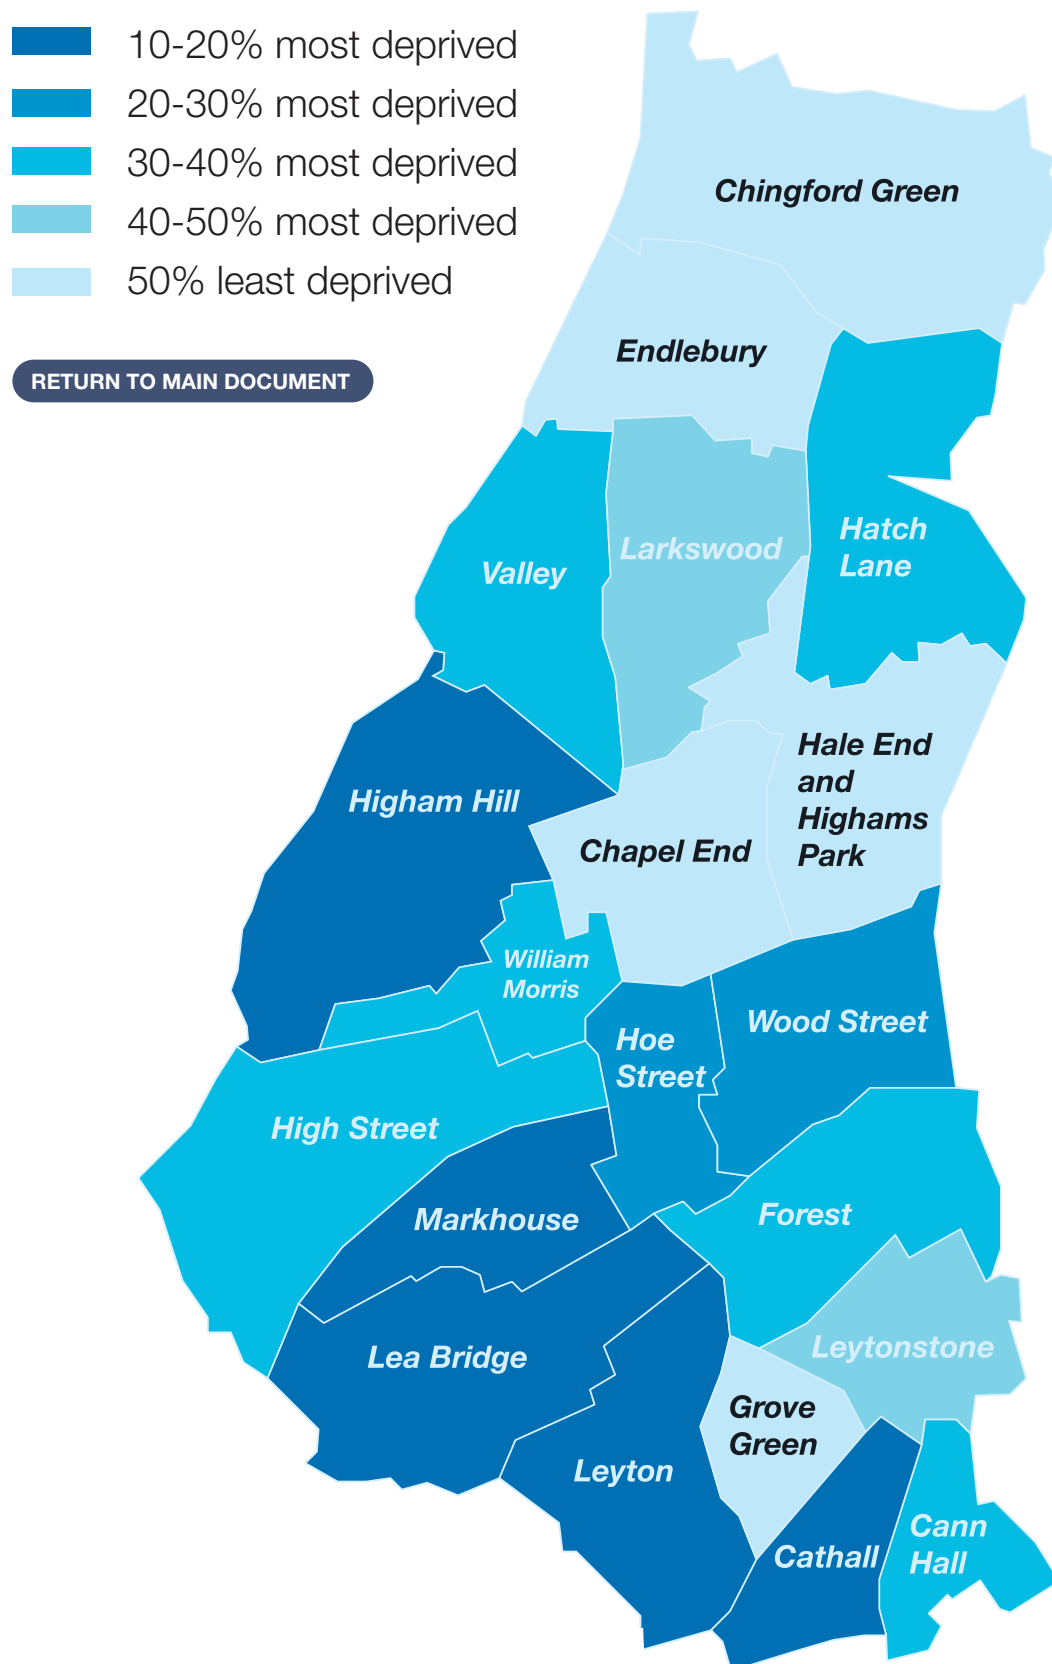 10-20% most deprived
20-30% most deprived
30-40% most deprived
40-50% most deprived
50% least deprived
RETURN TO MAIN DOCUMENT
Chingford Green
Endlebury
Hatch
Lane
Larkswood
Valley
Hale End
and
Highams
Park
Higham Hill
Chapel End
William
Morris
Wood Street
Hoe
Street
High Street
Markhouse
Forest
Lea Bridge
Leytonstone
Grove
Green
Leyton
Cathall
Cann
Hall